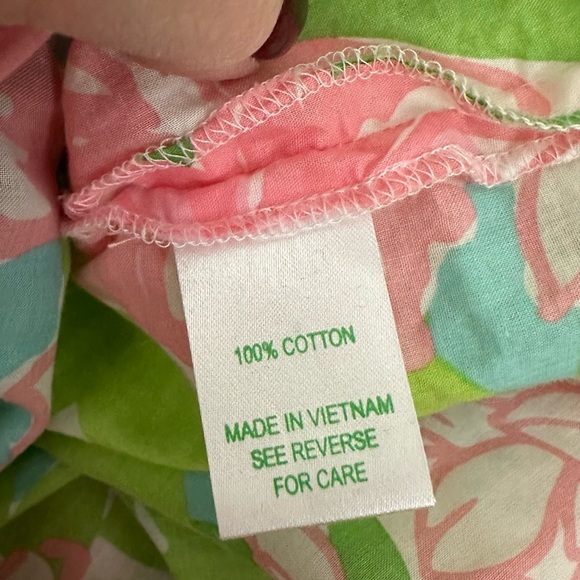 100% COTTON
MADE IN VIETNAM
SEE REVERSE
FOR CARE